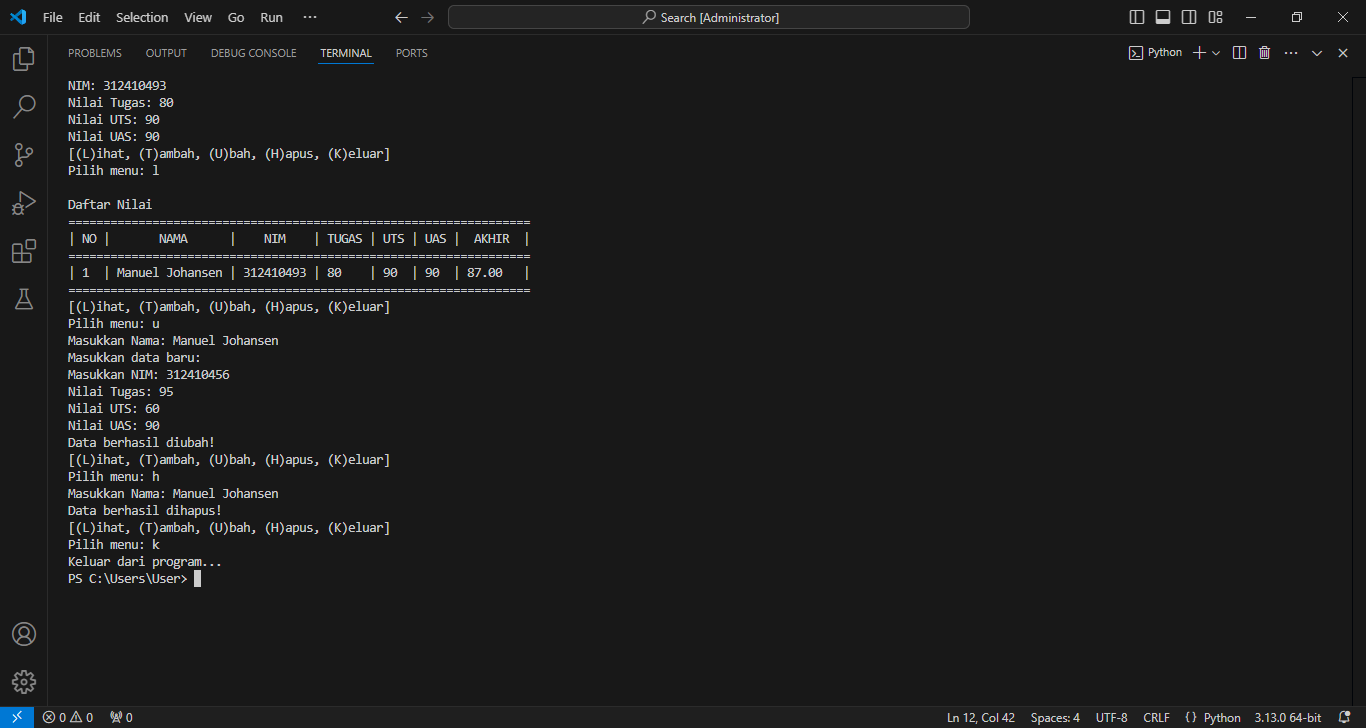 File Edit Selection View Go Run ··· Search [Administrator]
PROBLEMS OUTPUT DEBUG CONSOLE TERMINAL PORTS Python
NIM: 312410493
Nilai Tugas: 80
Nilai UTS: 90
Nilai UAS: 90
[(L)ihat, (T)ambah, (U)bah, (H)apus, (K)eluar]
Pilih menu: l
Daftar Nilai
==================================================================
| NO |       NAMA      |    NIM    | TUGAS | UTS | UAS |  AKHIR  |
==================================================================
| 1  | Manuel Johansen | 312410493 | 80    | 90  | 90  | 87.00   |
==================================================================
[(L)ihat, (T)ambah, (U)bah, (H)apus, (K)eluar]
Pilih menu: u
Masukkan Nama: Manuel Johansen
Masukkan data baru:
Masukkan NIM: 312410456
Nilai Tugas: 95
Nilai UTS: 60
Nilai UAS: 90
Data berhasil diubah!
[(L)ihat, (T)ambah, (U)bah, (H)apus, (K)eluar]
Pilih menu: h
Masukkan Nama: Manuel Johansen
Data berhasil dihapus!
[(L)ihat, (T)ambah, (U)bah, (H)apus, (K)eluar]
Pilih menu: k
Keluar dari program...
PS C:\Users\User>
0 0 0 Ln 12, Col 42 Spaces: 4 UTF-8 CRLF {} Python 3.13.0 64-bit